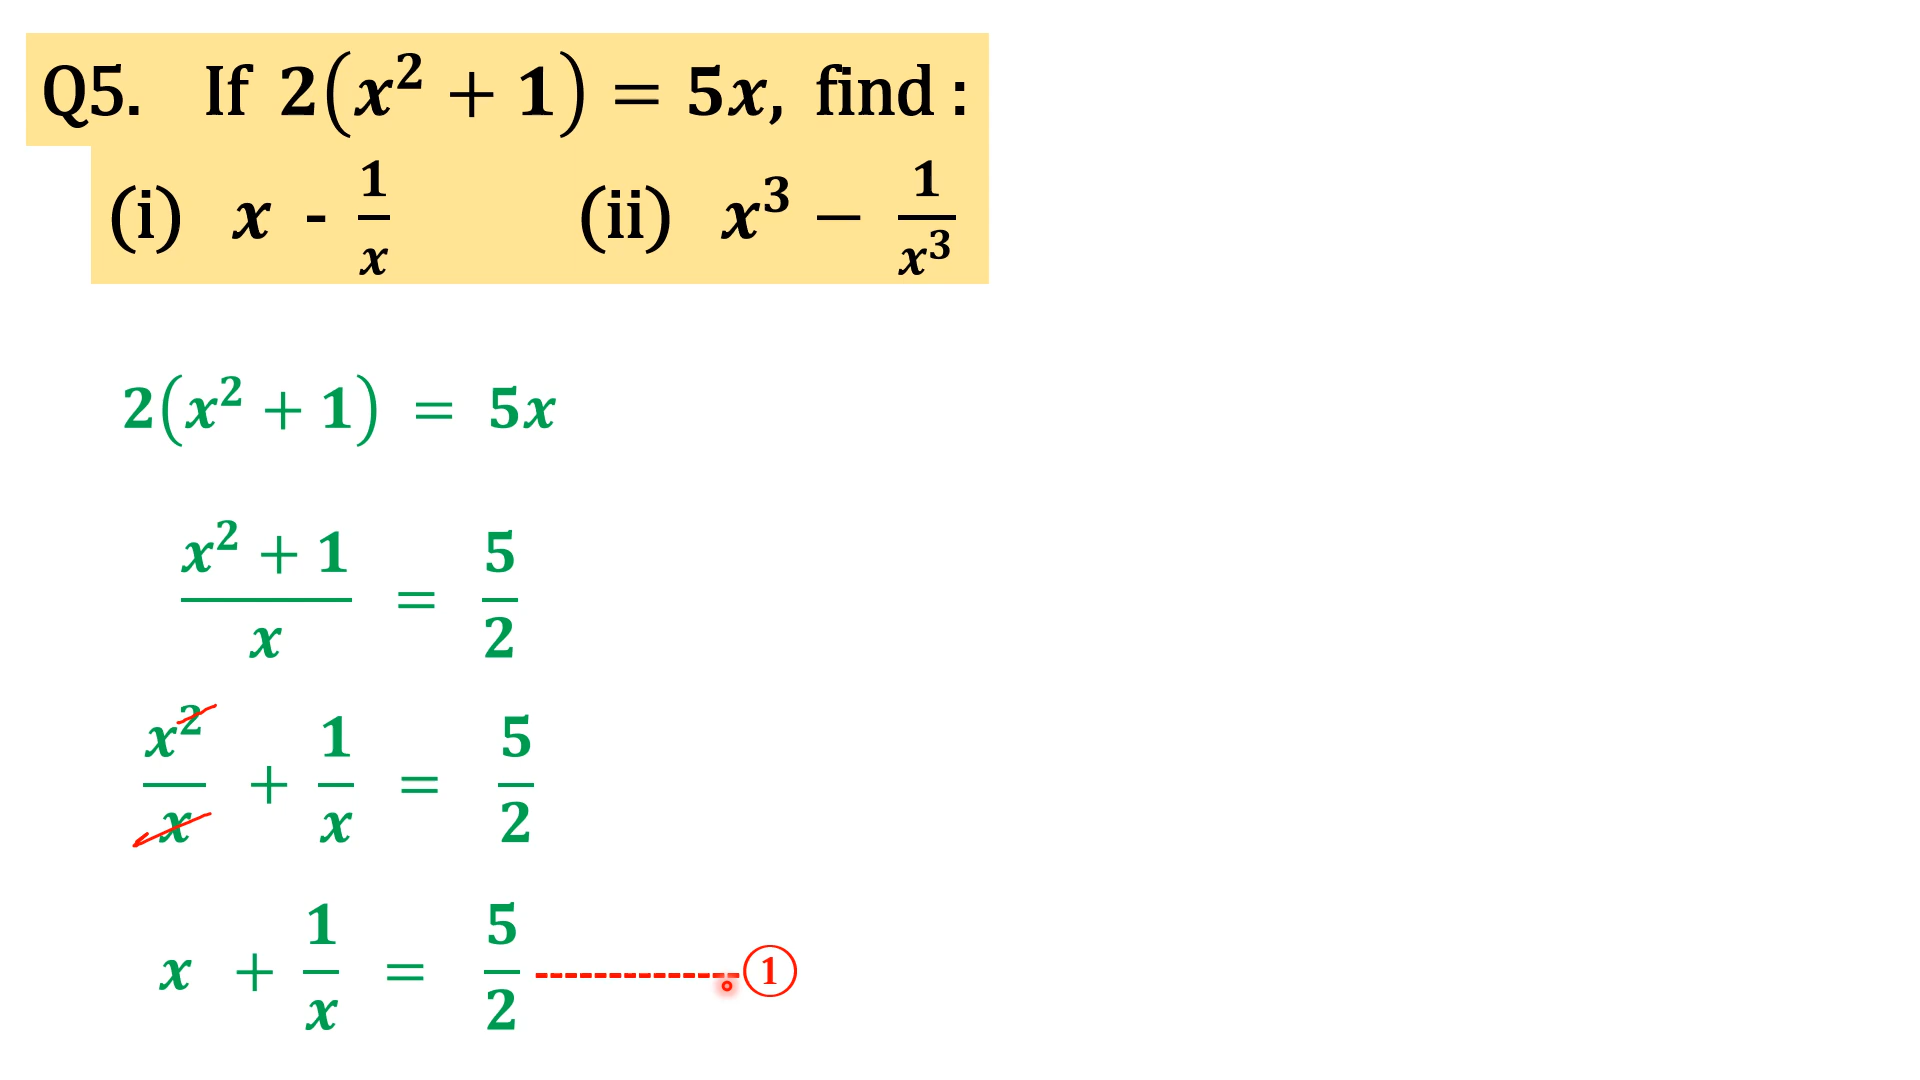 Q5. If 2(x² + 1) = 5x, find :
(i) x - 1/x (ii) x³ − 1/x³
2(x² + 1) = 5x
(x² + 1)/x = 5/2
x²/x + 1/x = 5/2
x + 1/x = 5/2 --------------①